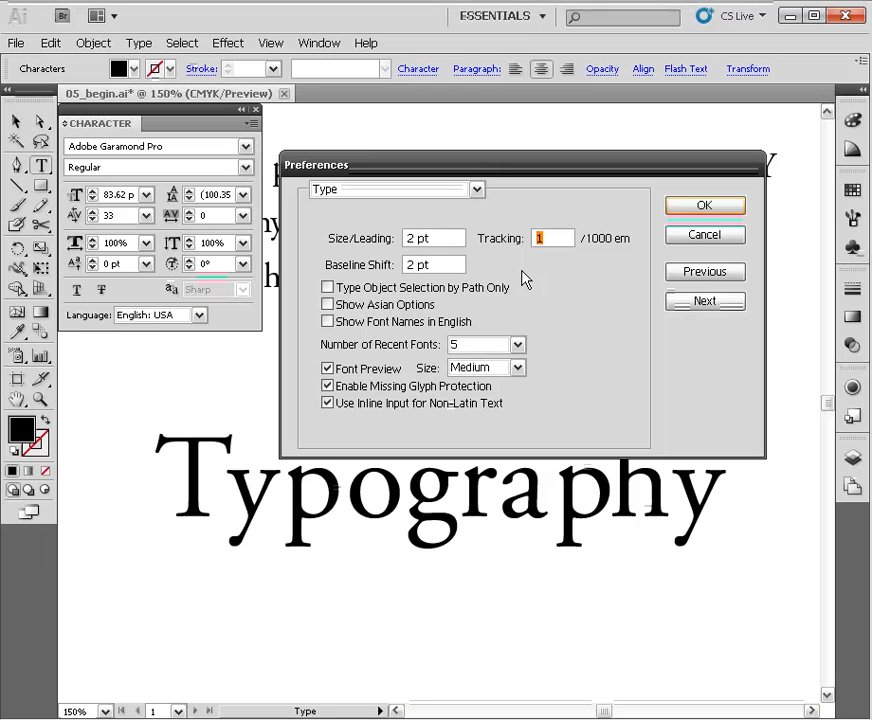 Ai Br ESSENTIALS CS Live
File Edit Object Type Select Effect View Window Help
Characters Stroke: Character Paragraph: Opacity Align Flash Text Transform
05_begin.ai* @ 150% (CMYK/Preview)
CHARACTER
Adobe Garamond Pro
Regular
83.62 p (100.35
33 0
100% 100%
0 pt 0°
Sharp
Language: English: USA
Preferences
Type
Size/Leading: 2 pt Tracking: 1 /1000 em
Baseline Shift: 2 pt
Type Object Selection by Path Only
Show Asian Options
Show Font Names in English
Number of Recent Fonts: 5
Font Preview Size: Medium
Enable Missing Glyph Protection
Use Inline Input for Non-Latin Text
OK
Cancel
Previous
Next
Typography
150% 1 Type